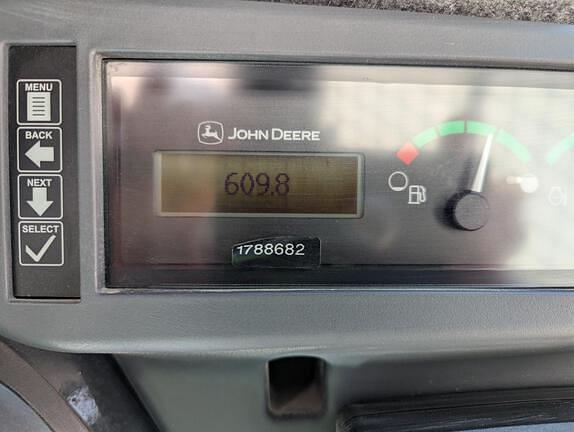 MENU
BACK
NEXT
SELECT
JOHN DEERE
609.8
1788682